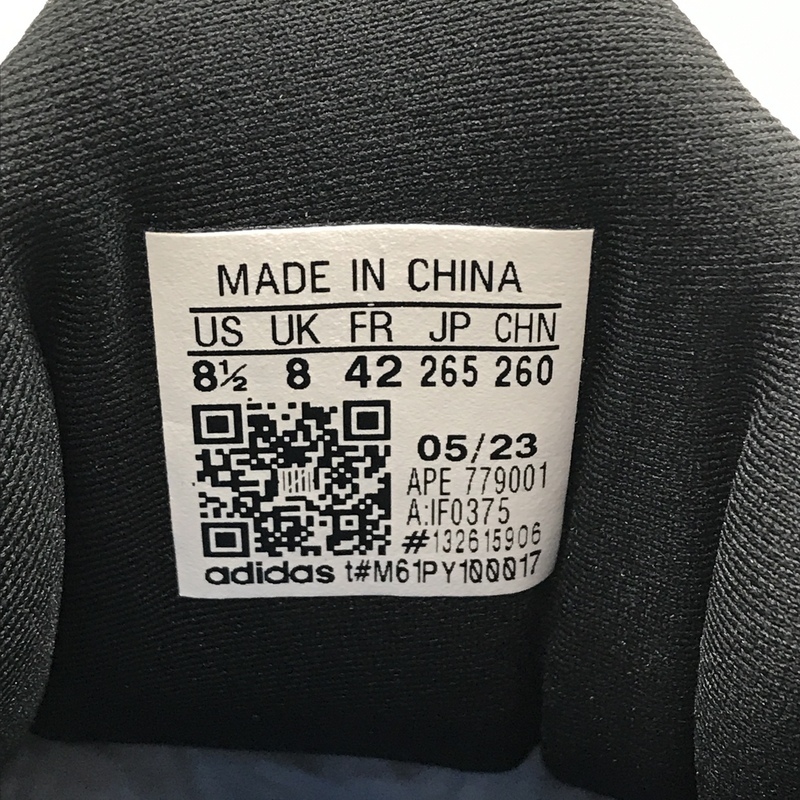 MADE IN CHINA
US UK FR JP CHN
8½ 8 42 265 260
05/23
APE 779001
A:IF0375
#132615906
adidas t#M61PY100017